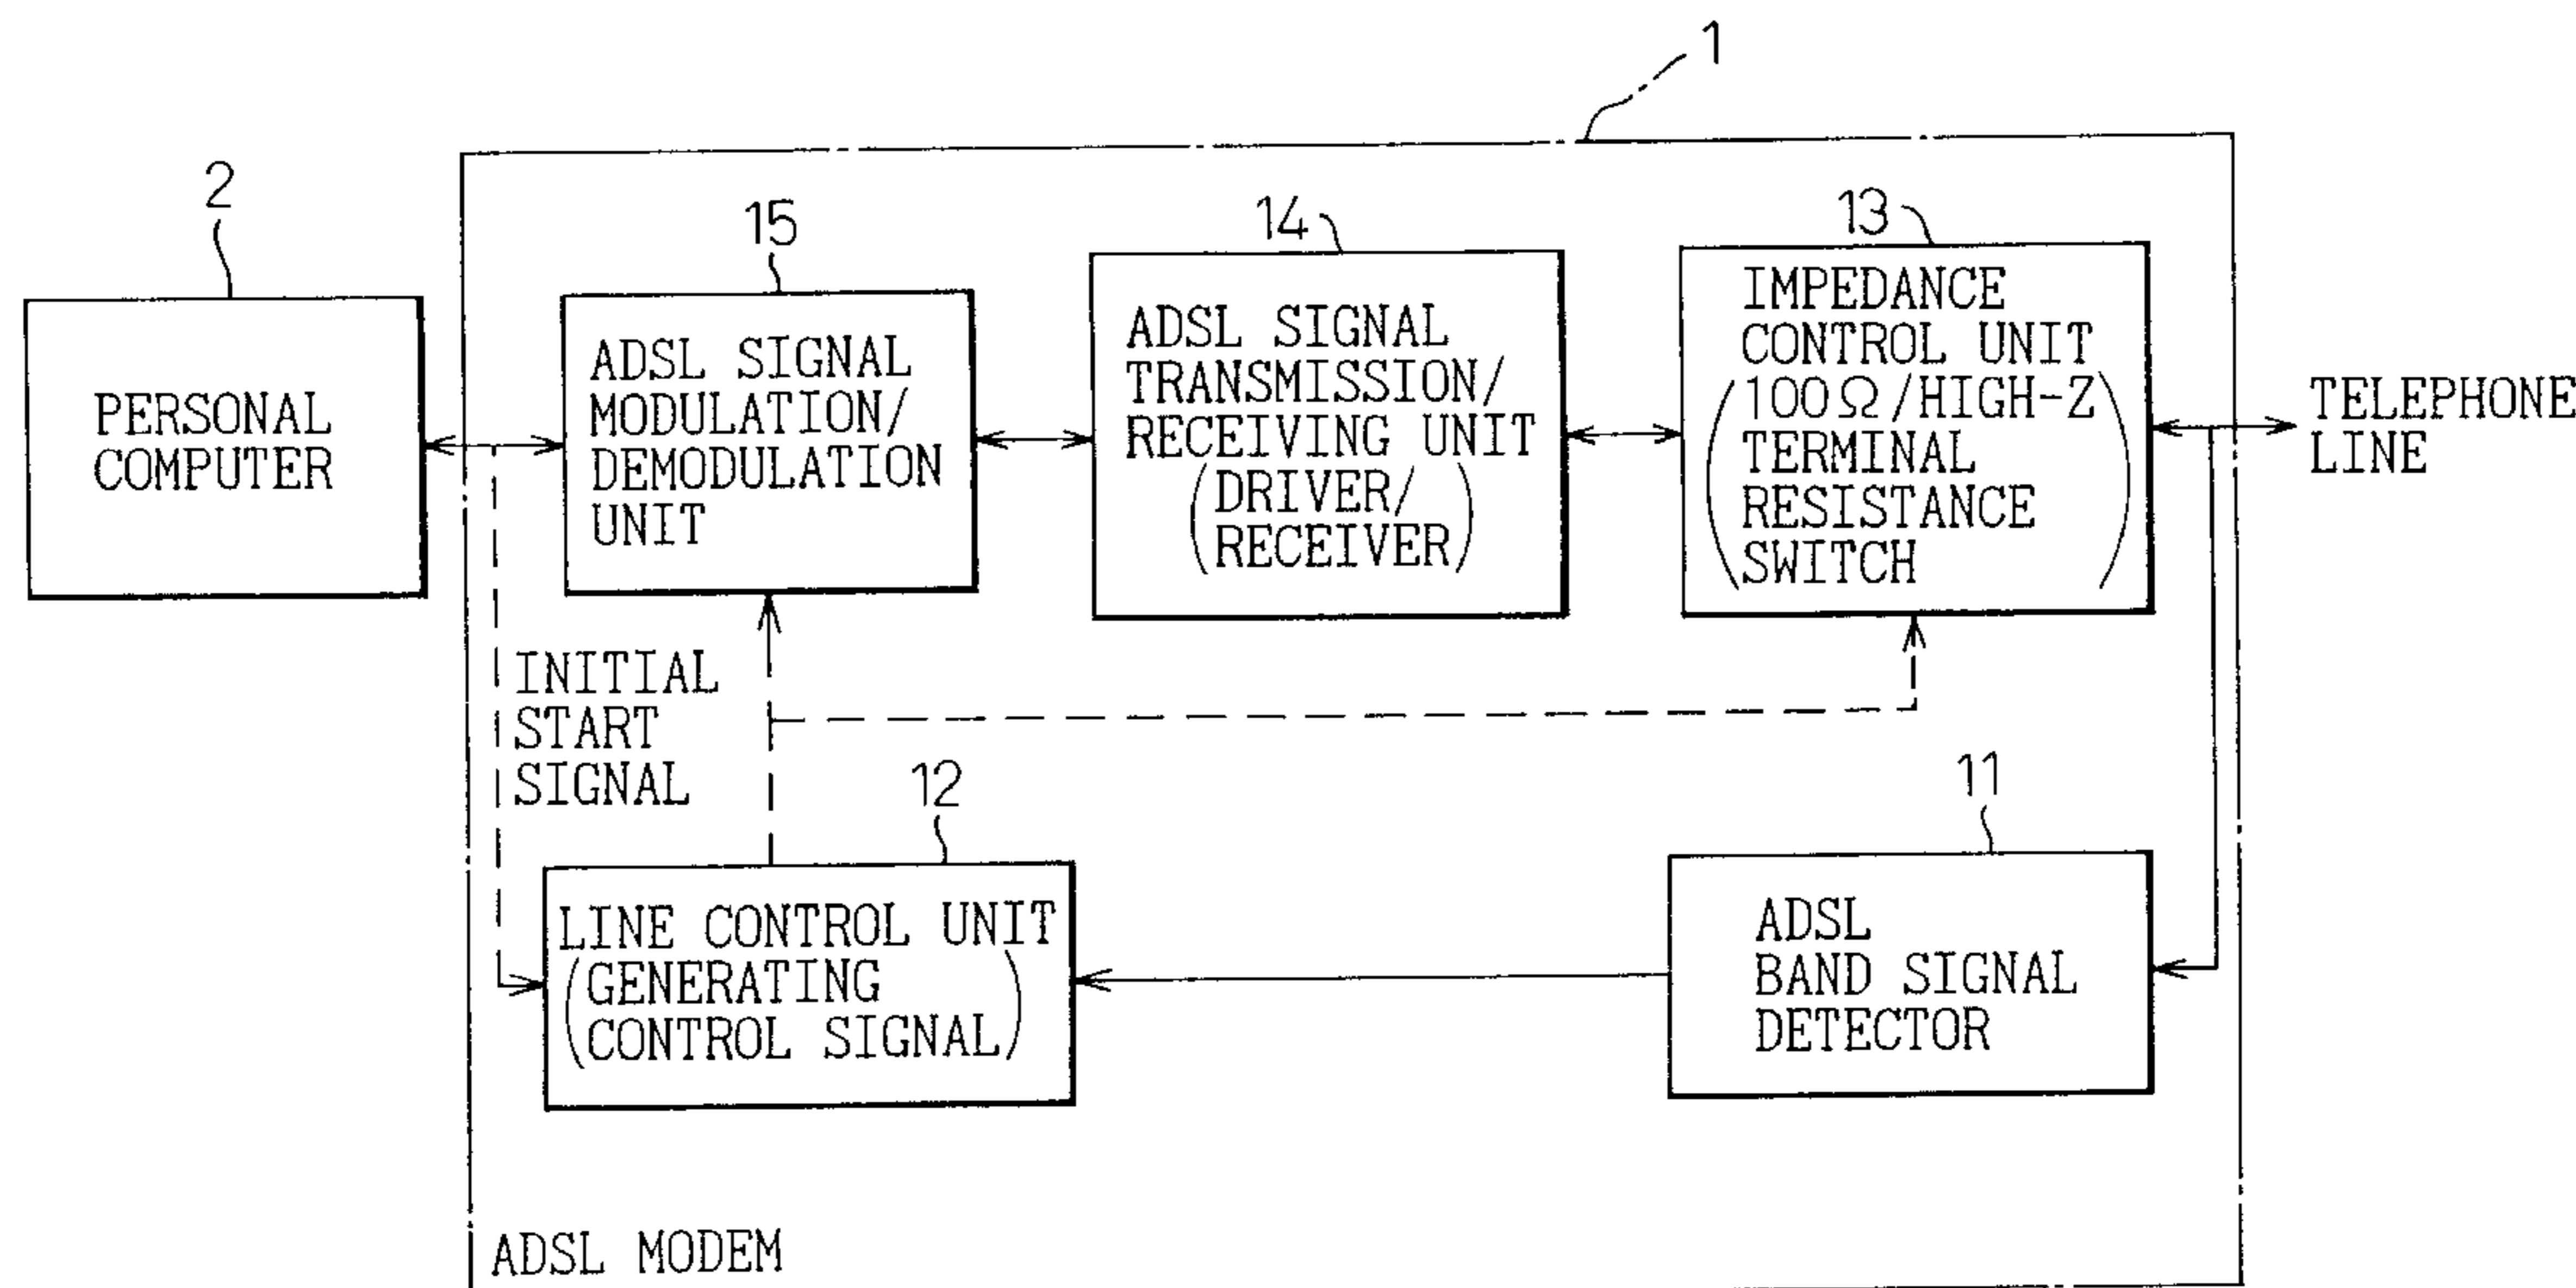 1
2
PERSONAL
COMPUTER
15
ADSL SIGNAL
MODULATION/
DEMODULATION
UNIT
14
ADSL SIGNAL
TRANSMISSION/
RECEIVING UNIT
(DRIVER/
RECEIVER)
13
IMPEDANCE
CONTROL UNIT
(100Ω/HIGH-Z
TERMINAL
RESISTANCE
SWITCH)
TELEPHONE
LINE
INITIAL
START
SIGNAL
12
LINE CONTROL UNIT
(GENERATING
CONTROL SIGNAL)
11
ADSL
BAND SIGNAL
DETECTOR
ADSL MODEM